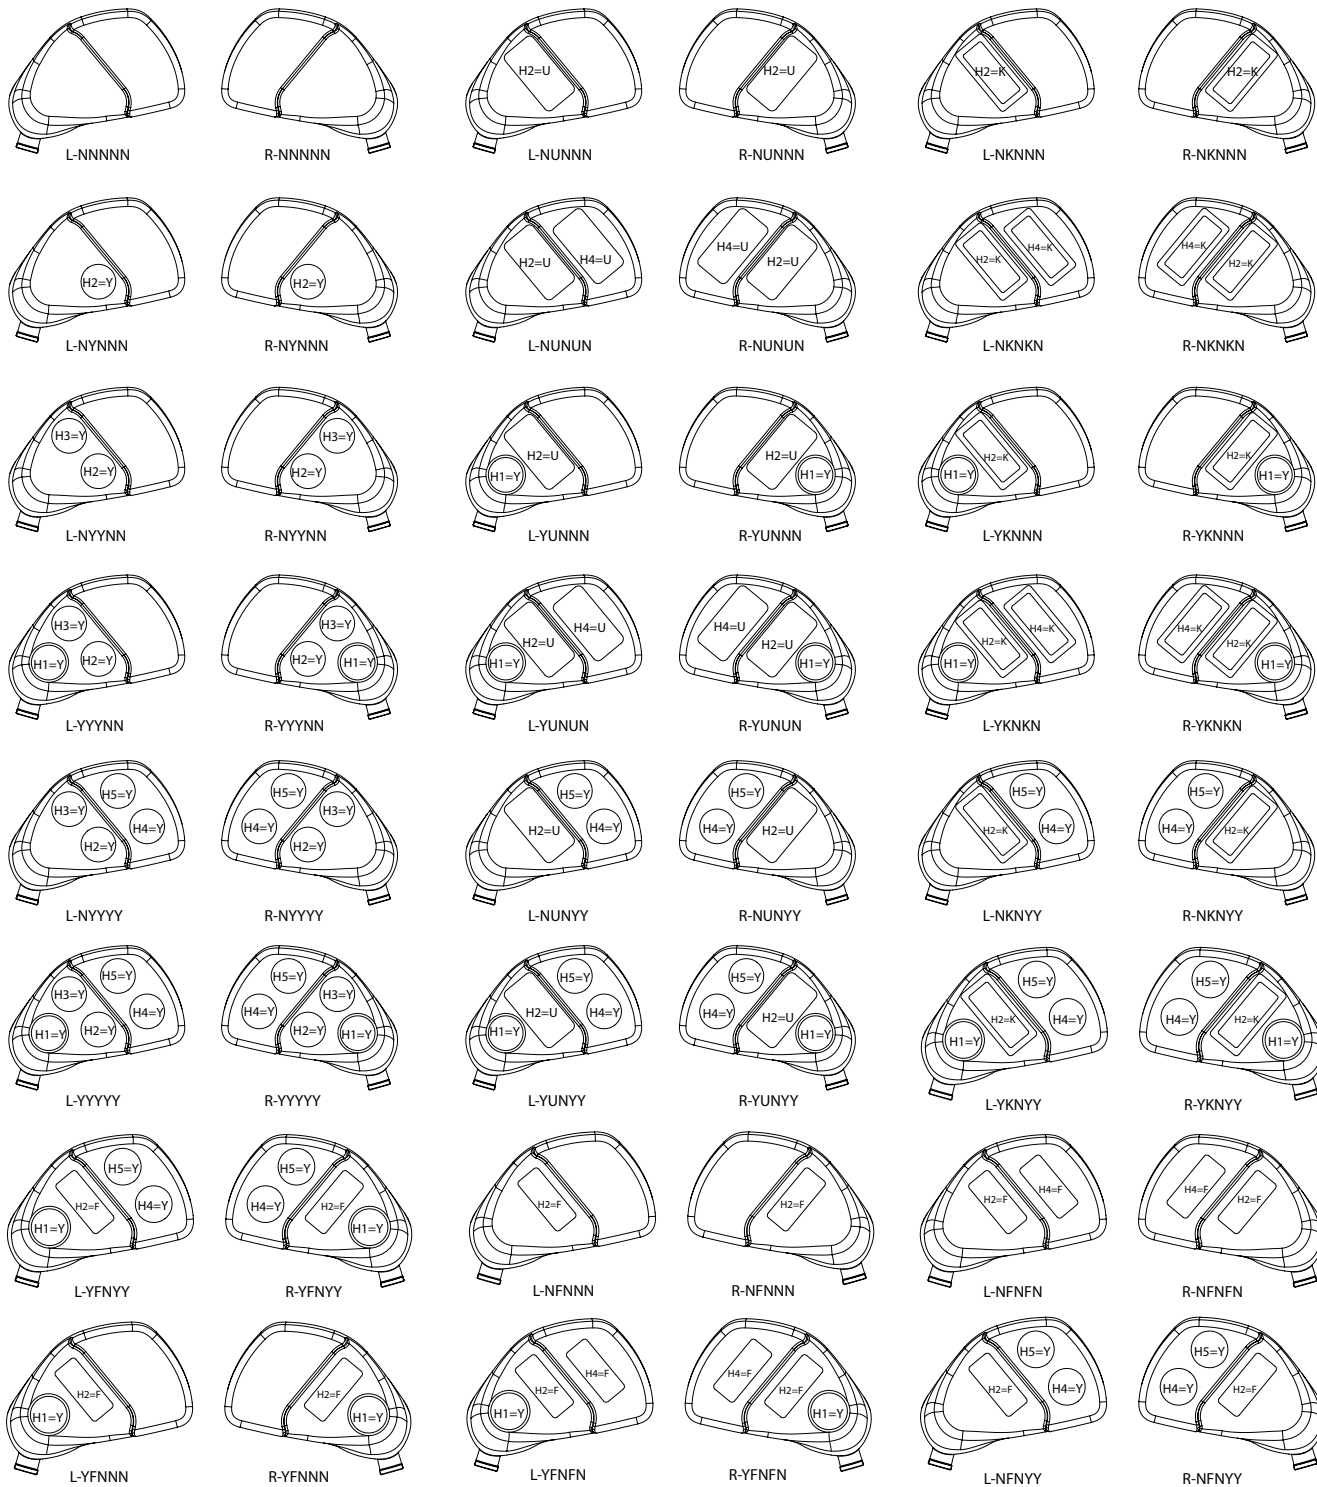 H2=U H2=U H2=K H2=K
L-NNNNN R-NNNNN L-NUNNN R-NUNNN L-NKNNN R-NKNNN
H4=U H4=U H4=K
H2=U H2=U H2=K H4=K H2=K
H2=Y H2=Y
L-NYNNN R-NYNNN L-NUNUN R-NUNUN L-NKNKN R-NKNKN
H3=Y H3=Y
H2=U H2=U H2=K H2=K
H2=Y H2=Y H1=Y H1=Y H1=Y H1=Y
L-NYYNN R-NYYNN L-YUNNN R-YUNNN L-YKNNN R-YKNNN
H3=Y H3=Y H4=U H4=U H4=K H4=K
H2=U H2=U H2=K H2=K
H1=Y H2=Y H2=Y H1=Y H1=Y H1=Y H1=Y H1=Y
L-YYYNN R-YYYNN L-YUNUN R-YUNUN L-YKNKN R-YKNKN
H5=Y H5=Y H5=Y H5=Y H5=Y H5=Y
H3=Y H3=Y
H4=Y H4=Y H2=U H4=Y H4=Y H2=U H2=K H4=Y H4=Y H2=K
H2=Y H2=Y
L-NYYYY R-NYYYY L-NUNYY R-NUNYY L-NKNYY R-NKNYY
H5=Y H5=Y H5=Y H5=Y H5=Y H5=Y
H3=Y H3=Y
H4=Y H4=Y H2=U H4=Y H4=Y H2=U H2=K H4=Y H4=Y H2=K
H1=Y H2=Y H2=Y H1=Y H1=Y H1=Y H1=Y H1=Y
L-YYYYY R-YYYYY L-YUNYY R-YUNYY L-YKNYY R-YKNYY
H5=Y H5=Y H4=F H4=F
H2=F H4=Y H4=Y H2=F H2=F H2=F H2=F H2=F
H1=Y H1=Y
L-YFNYY R-YFNYY L-NFNNN R-NFNNN L-NFNFN R-NFNFN
H5=Y H5=Y
H4=F H4=F
H2=F H2=F H2=F H2=F H2=F H4=Y H4=Y H2=F
H1=Y H1=Y H1=Y H1=Y
L-YFNNN R-YFNNN L-YFNFN R-YFNFN L-NFNYY R-NFNYY